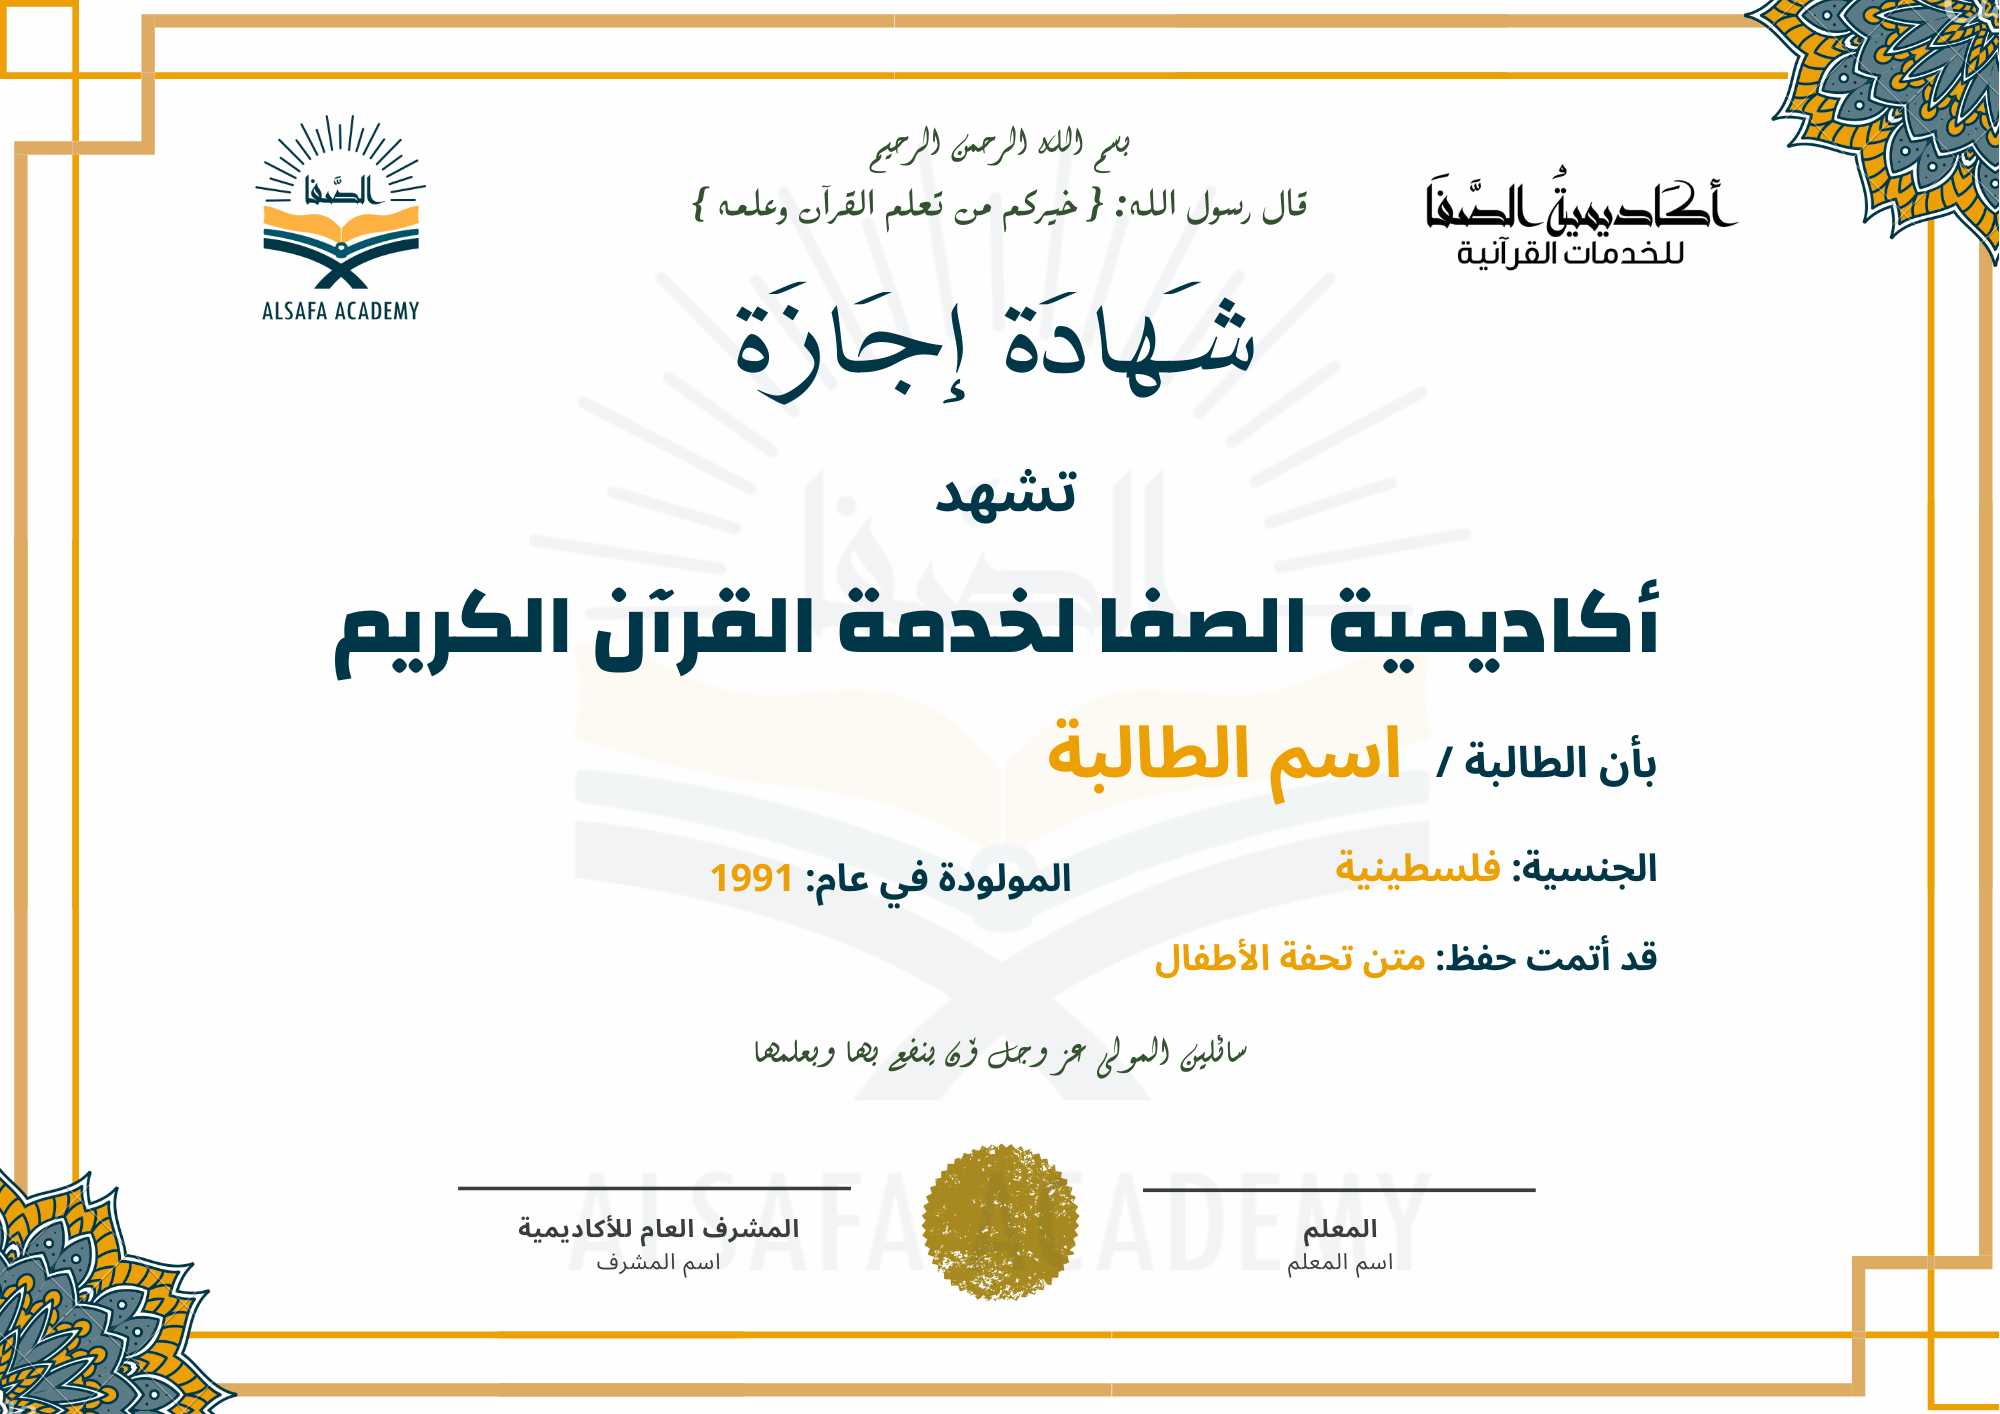 بسم الله الرحمن الرحيم
قال رسول الله: { خيركم من تعلم القرآن وعلمه }
أَكَاديميةُ الصَّفَا
للخدمات القرآنية
الصَّفا
ALSAFA ACADEMY
شَهادَة إجَازَة
تشهد
أكاديمية الصفا لخدمة القرآن الكريم
بأن الطالبة / اسم الطالبة
الجنسية: فلسطينية
المولودة في عام: 1991
قد أتمت حفظ: متن تحفة الأطفال
سائلين المولى عز وجل أن ينفع بها وبعلمها
المعلم
اسم المعلم
المشرف العام للأكاديمية
اسم المشرف
الصفا
ALSAFA ACADEMY